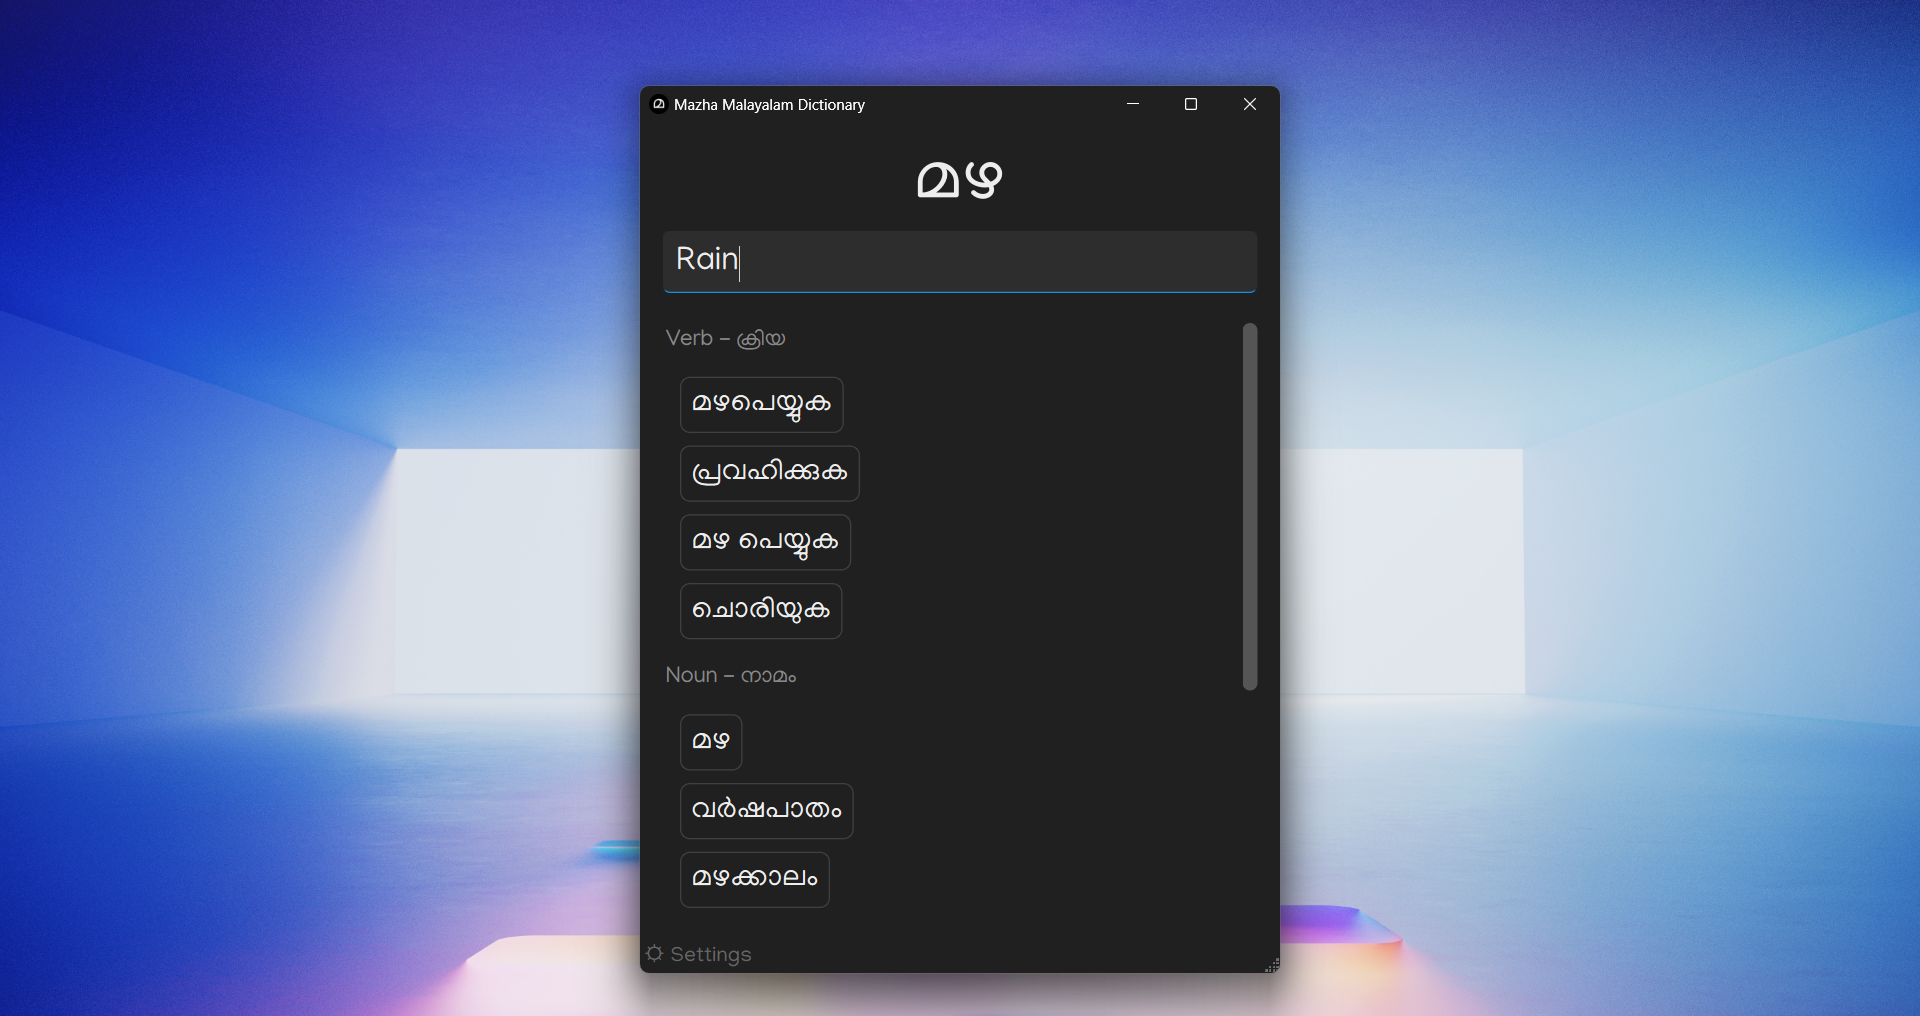 മ Mazha Malayalam Dictionary
മഴ
Rain
Verb – ക്രിയ
മഴപെയ്യുക
പ്രവഹിക്കുക
മഴ പെയ്യുക
ചൊരിയുക
Noun – നാമം
മഴ
വർഷപാതം
മഴക്കാലം
Settings